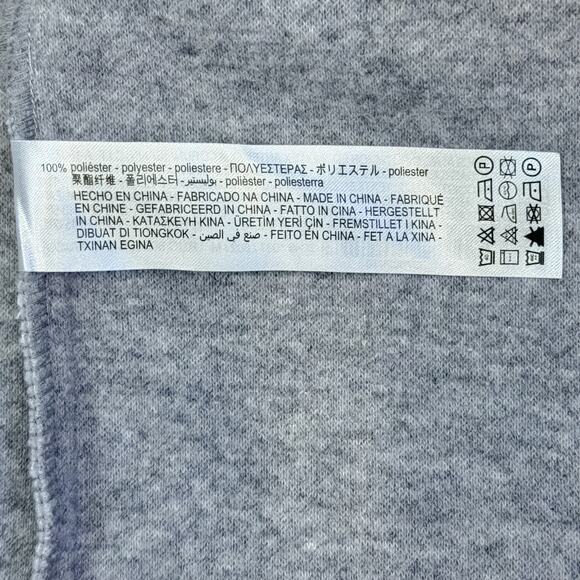 100% poliéster - polyester - poliestere - ΠΟΛΥΕΣΤΕΡΑΣ - ポリエステル - poliester
聚酯纤维 - 폴리에스터 - بوليستير - polièster - poliesterra
HECHO EN CHINA - FABRICADO NA CHINA - MADE IN CHINA - FABRIQUÉ
EN CHINE - GEFABRICEERD IN CHINA - FATTO IN CINA - HERGESTELLT
IN CHINA - ΚΑΤΑΣΚΕΥΗ ΚΙΝΑ - ÜRETİM YERİ ÇİN - FREMSTILLET I KINA -
DIBUAT DI TIONGKOK - صنع في الصين - FEITO EN CHINA - FET A LA XINA -
TXINAN EGINA